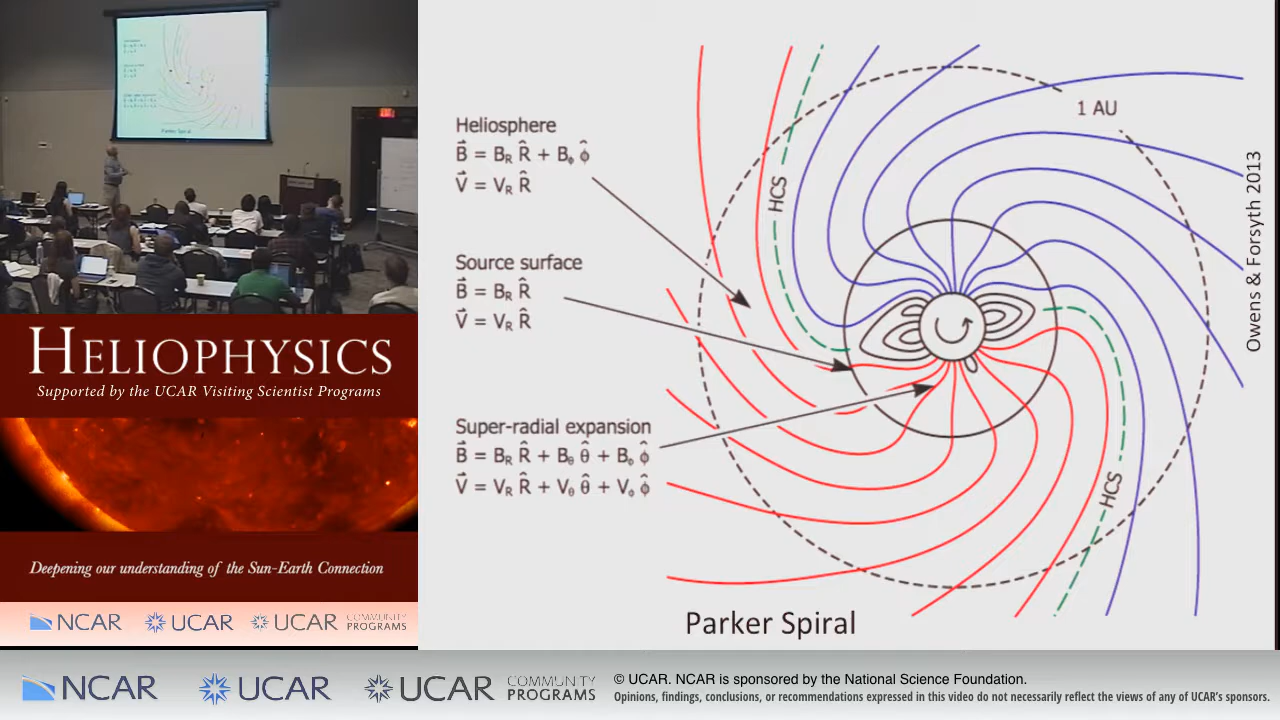 Heliosphere
B⃗ = B_R R̂ + B_ϕ ϕ̂
V⃗ = V_R R̂
Source surface
B⃗ = B_R R̂
V⃗ = V_R R̂
Super-radial expansion
B⃗ = B_R R̂ + B_θ θ̂ + B_ϕ ϕ̂
V⃗ = V_R R̂ + V_θ θ̂ + V_ϕ ϕ̂
HCS
1 AU
HCS
Owens & Forsyth 2013
Parker Spiral
Parker Spiral
EXIT
HELIOPHYSICS
Supported by the UCAR Visiting Scientist Programs
Deepening our understanding of the Sun-Earth Connection
NCAR UCAR UCAR COMMUNITY PROGRAMS
NCAR UCAR UCAR COMMUNITY PROGRAMS
© UCAR. NCAR is sponsored by the National Science Foundation.
Opinions, findings, conclusions, or recommendations expressed in this video do not necessarily reflect the views of any of UCAR's sponsors.